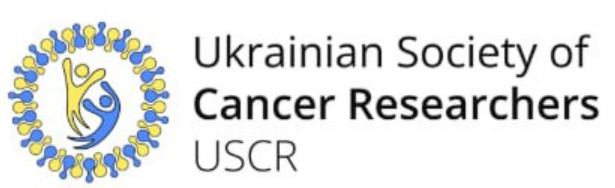 Ukrainian Society of
Cancer Researchers
USCR